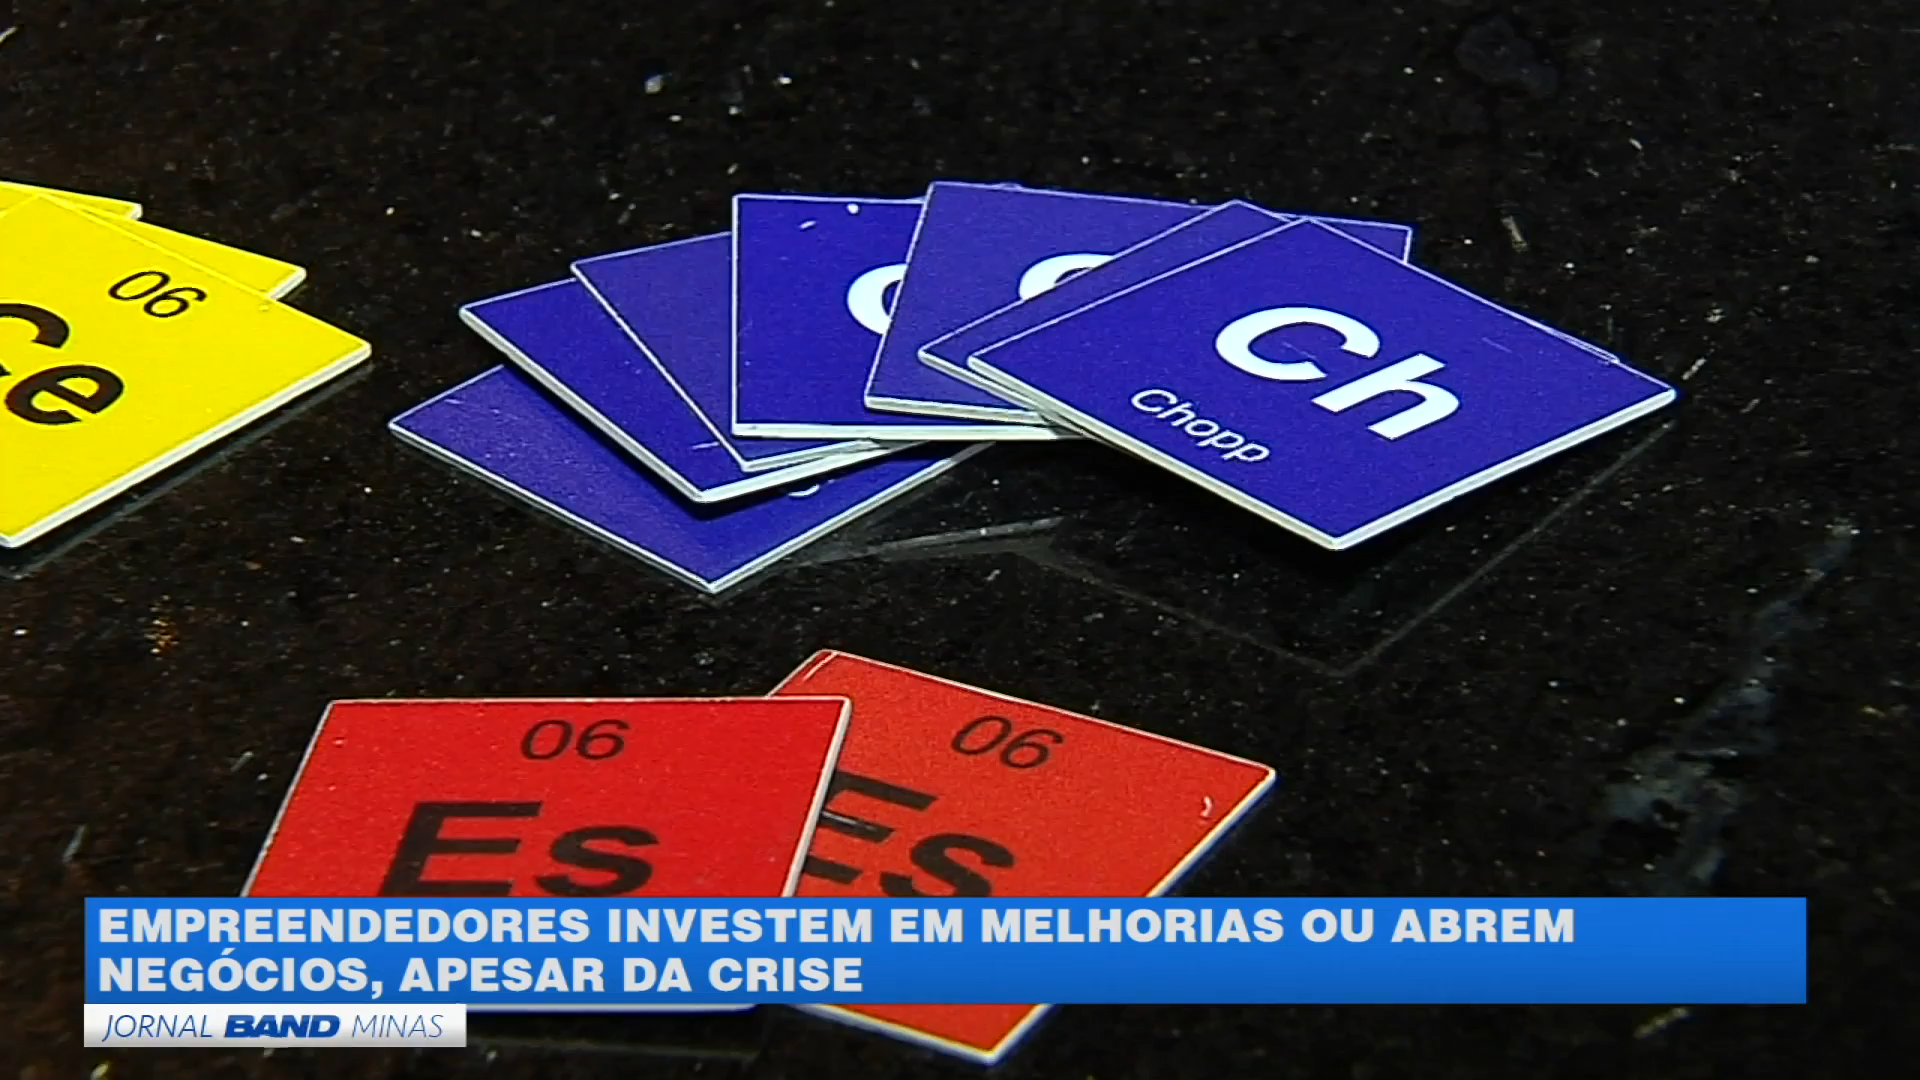 06
Ce
Ch
Chopp
06
Es
06
Es
EMPREENDEDORES INVESTEM EM MELHORIAS OU ABREM
NEGÓCIOS, APESAR DA CRISE
JORNAL BAND MINAS